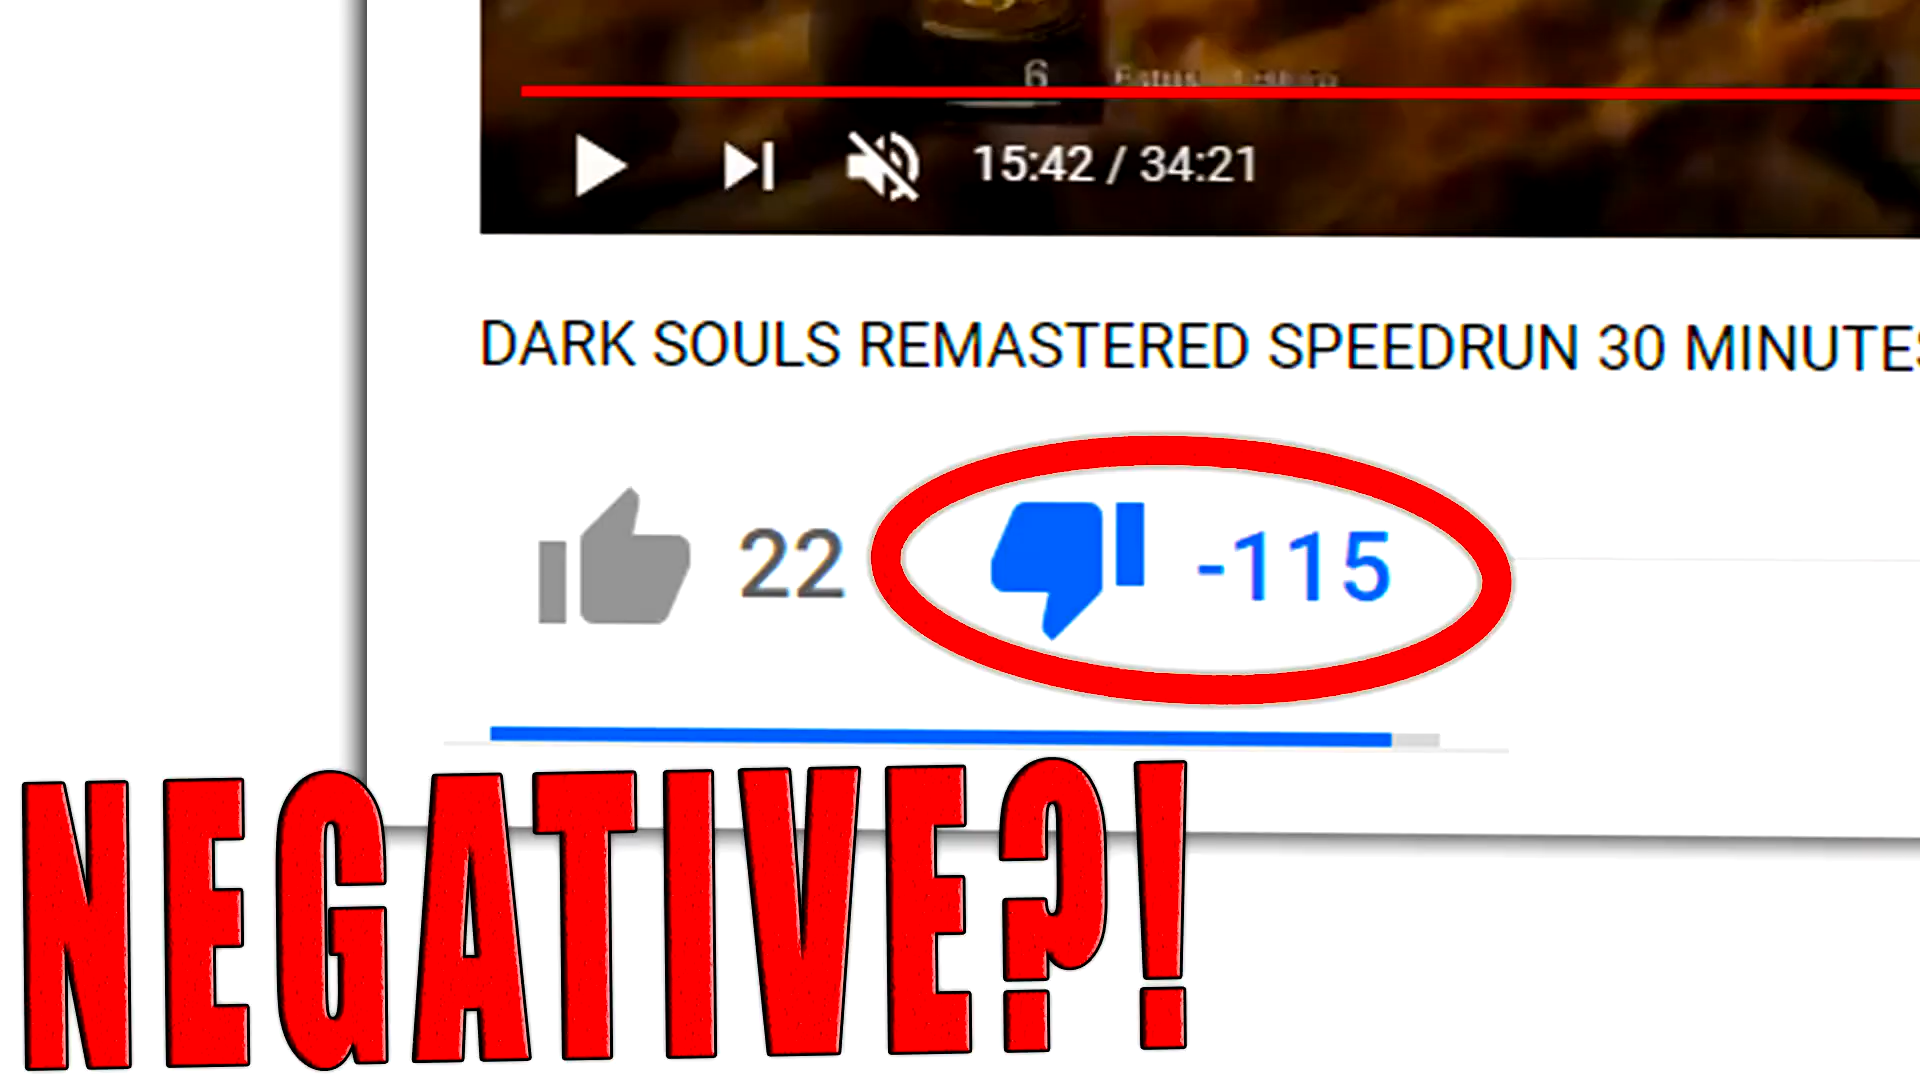 6
15:42 / 34:21
DARK SOULS REMASTERED SPEEDRUN 30 MINUTES
22
-115
NEGATIVE?!